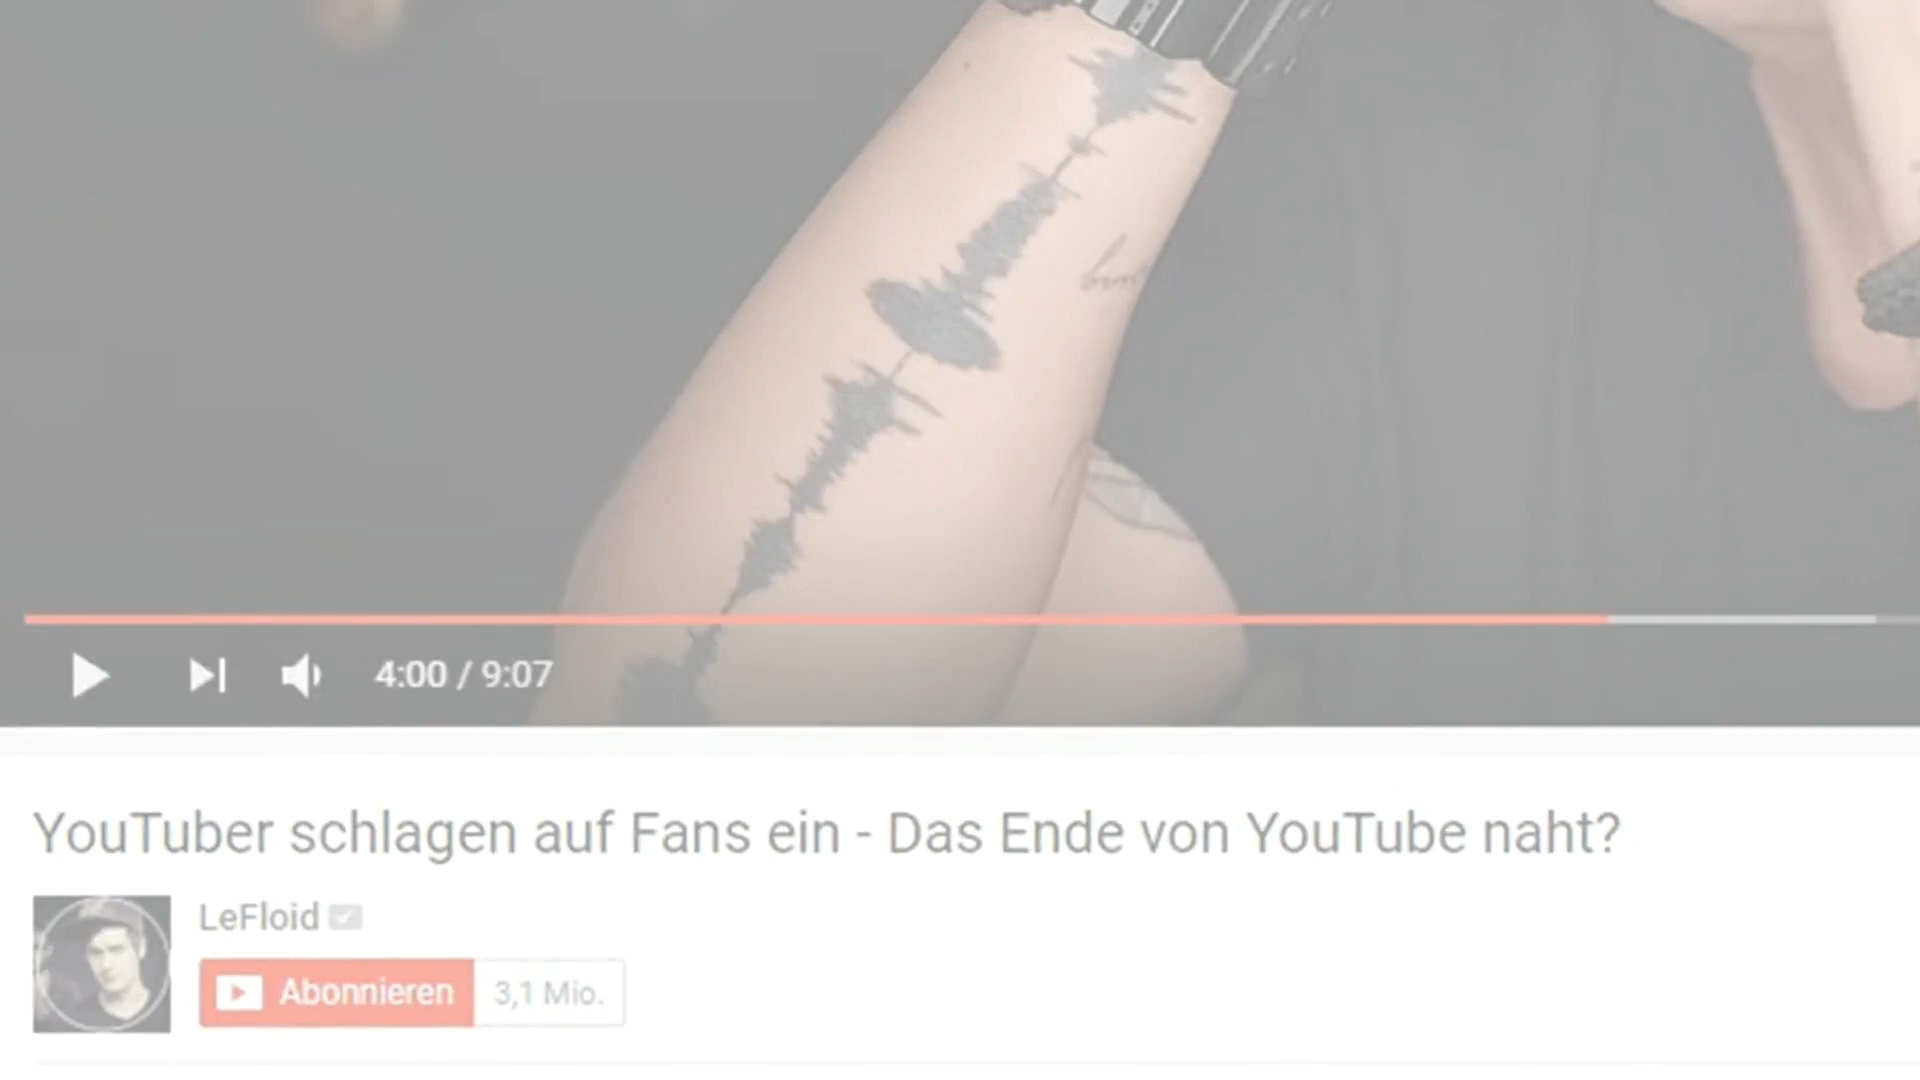 4:00 / 9:07
YouTuber schlagen auf Fans ein - Das Ende von YouTube naht?
LeFloid
Abonnieren 3,1 Mio.